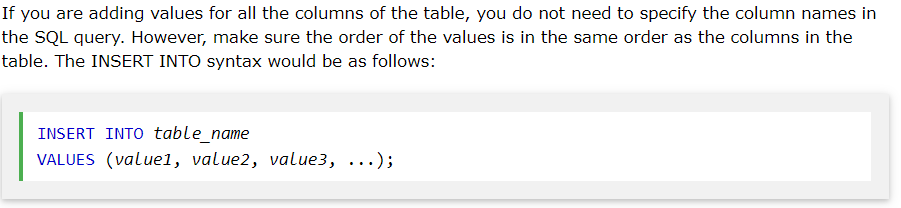 If you are adding values for all the columns of the table, you do not need to specify the column names in
the SQL query. However, make sure the order of the values is in the same order as the columns in the
table. The INSERT INTO syntax would be as follows:
INSERT INTO table_name
VALUES (value1, value2, value3, ...);